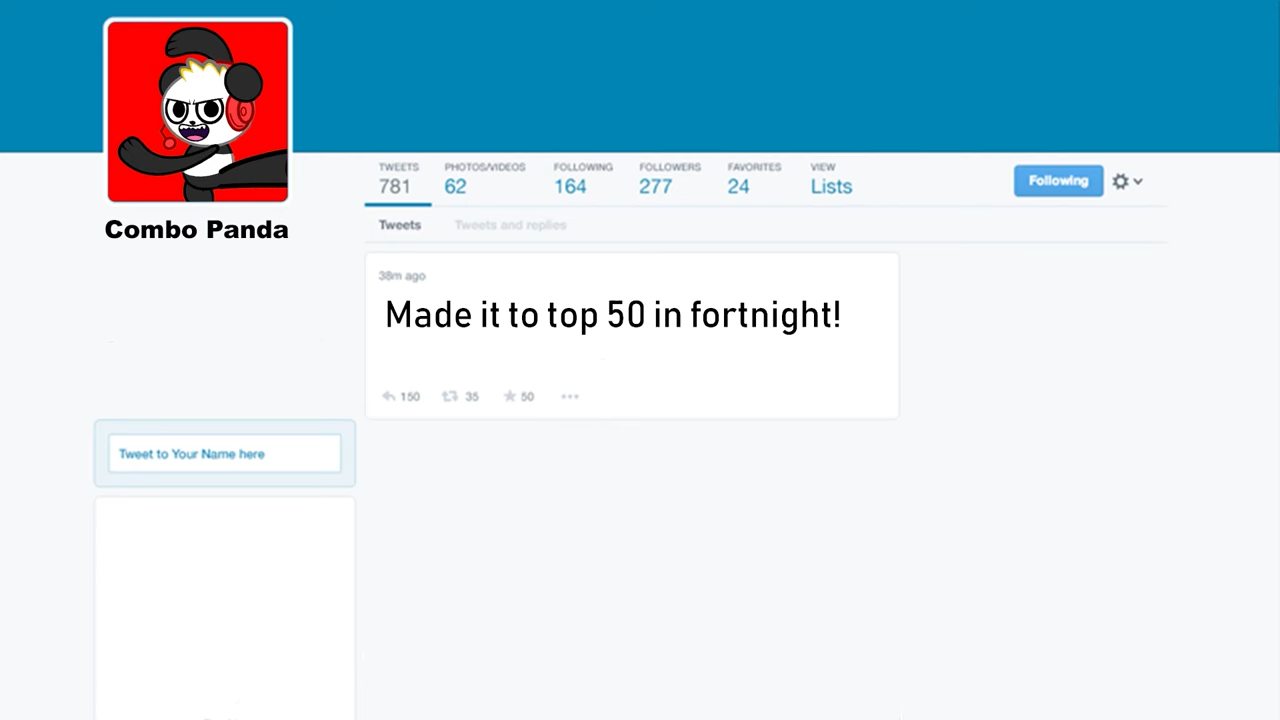 Combo Panda
TWEETS PHOTOS/VIDEOS FOLLOWING FOLLOWERS FAVORITES VIEW
781 62 164 277 24 Lists
Following
Tweets Tweets and replies
38m ago
Made it to top 50 in fortnight!
150 35 50
Tweet to Your Name here